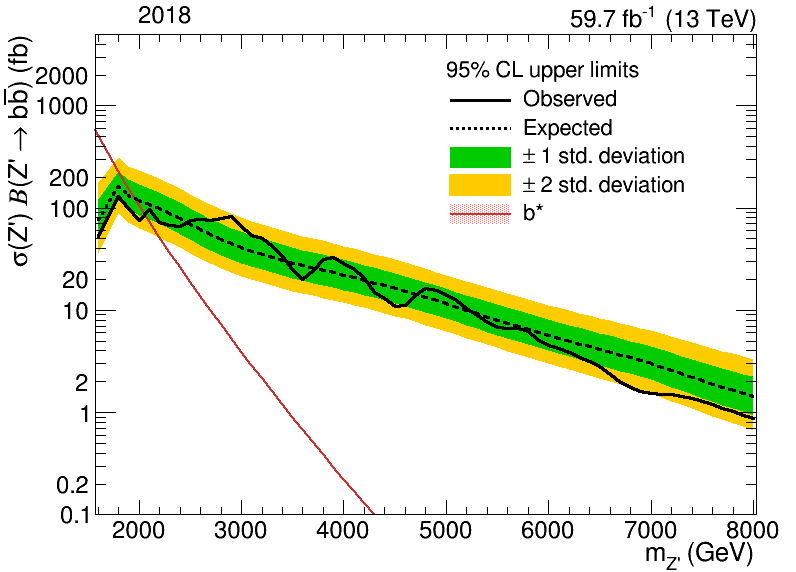 2018
59.7 fb⁻¹ (13 TeV)
σ(Z') B(Z' → bb̅) (fb)
95% CL upper limits
Observed
Expected
± 1 std. deviation
± 2 std. deviation
b*
2000
1000
200
100
20
10
2
1
0.2
0.1
2000 3000 4000 5000 6000 7000 8000
m_Z' (GeV)